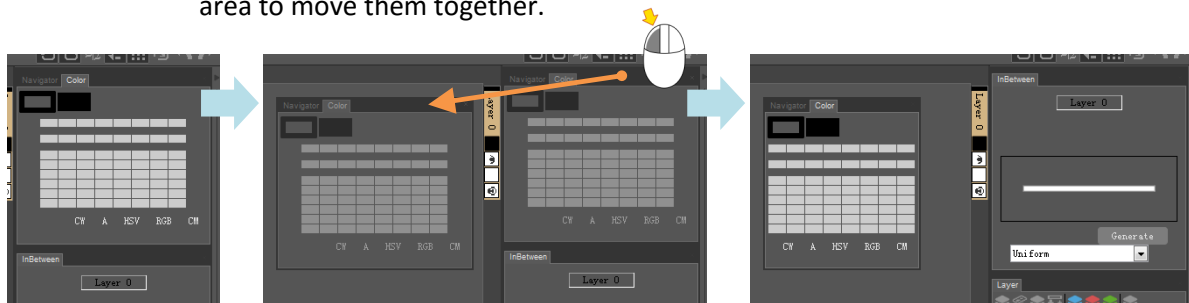 area to move them together.
Navigator Color
CW A HSV RGB CM
InBetween
Layer 0
Navigator Color
CW A HSV RGB CM
Layer 0
Navigator Color
CW A HSV RGB CM
InBetween
Layer 0
Navigator Color
CW A HSV RGB CM
Layer 0
InBetween
Layer 0
Generate
Uniform
Layer